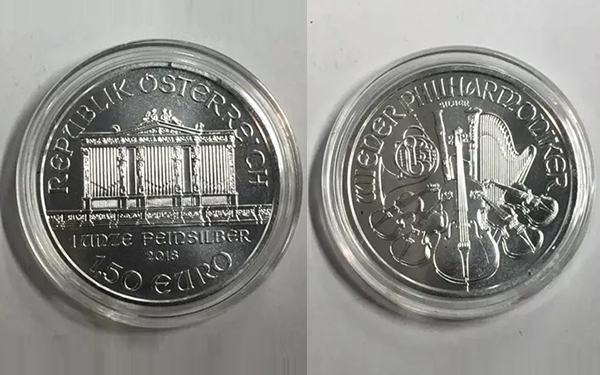 REPUBLIK ÖSTERREICH
1 UNZE FEINSILBER
2018
1,50 EURO
WIENER PHILHARMONIKER
SILBER